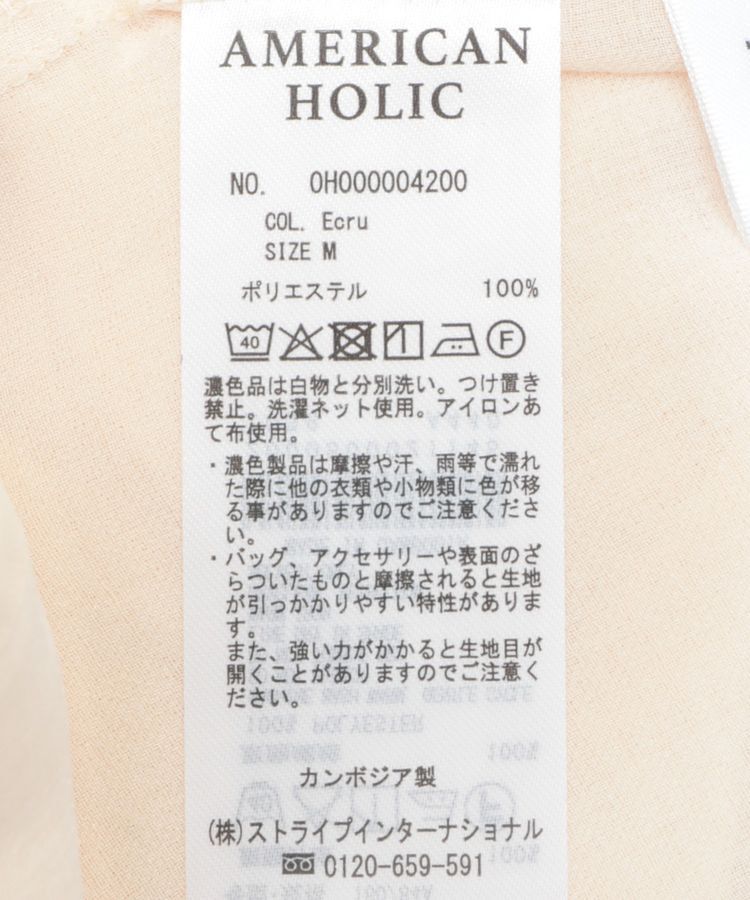 AMERICAN
HOLIC
NO. 0H000004200
COL. Ecru
SIZE M
ポリエステル 100%
40
F
濃色品は白物と分別洗い。つけ置き
禁止。洗濯ネット使用。アイロンあ
て布使用。
・濃色製品は摩擦や汗、雨等で濡れ
た際に他の衣類や小物類に色が移
る事がありますのでご注意くださ
い。
・バッグ、アクセサリーや表面のざ
らついたものと摩擦されると生地
が引っかかりやすい特性がありま
す。
また、強い力がかかると生地目が
開くことがありますのでご注意く
ださい。
カンボジア製
(株)ストライプインターナショナル
0120-659-591